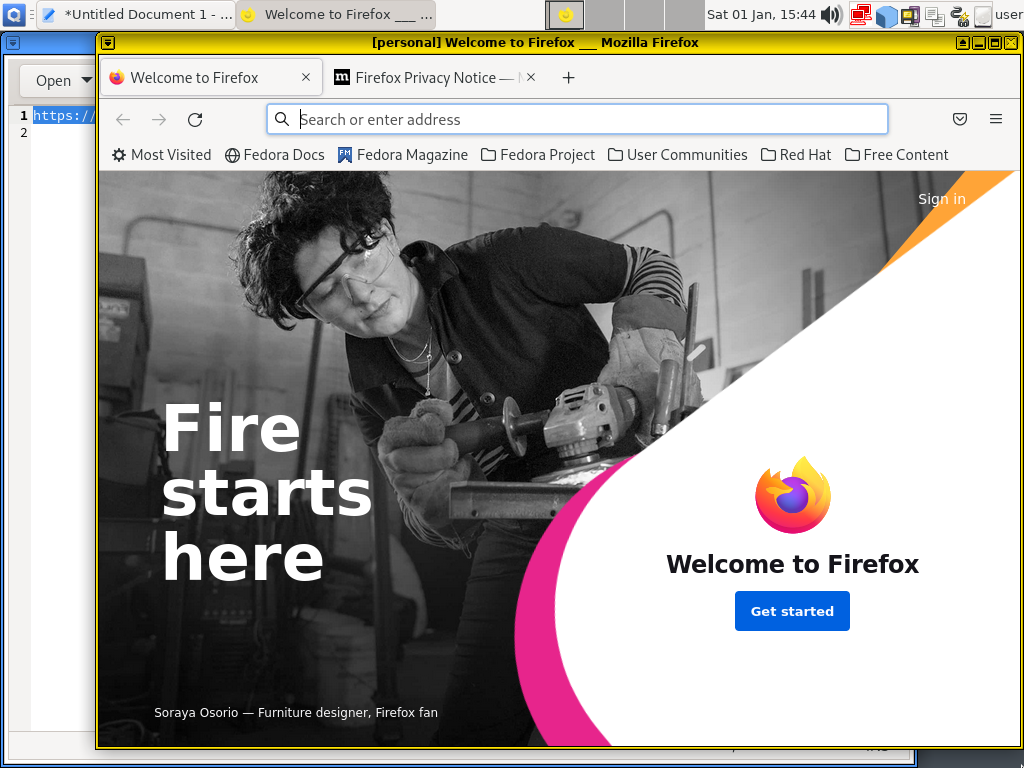 *Untitled Document 1 - ...
Welcome to Firefox ___ ...
Sat 01 Jan, 15:44
user
[personal] Welcome to Firefox ___ Mozilla Firefox
Welcome to Firefox
Firefox Privacy Notice —
Open
Search or enter address
1 https://
2
Most Visited
Fedora Docs
Fedora Magazine
Fedora Project
User Communities
Red Hat
Free Content
Sign in
Fire
starts
here
Welcome to Firefox
Get started
Soraya Osorio — Furniture designer, Firefox fan